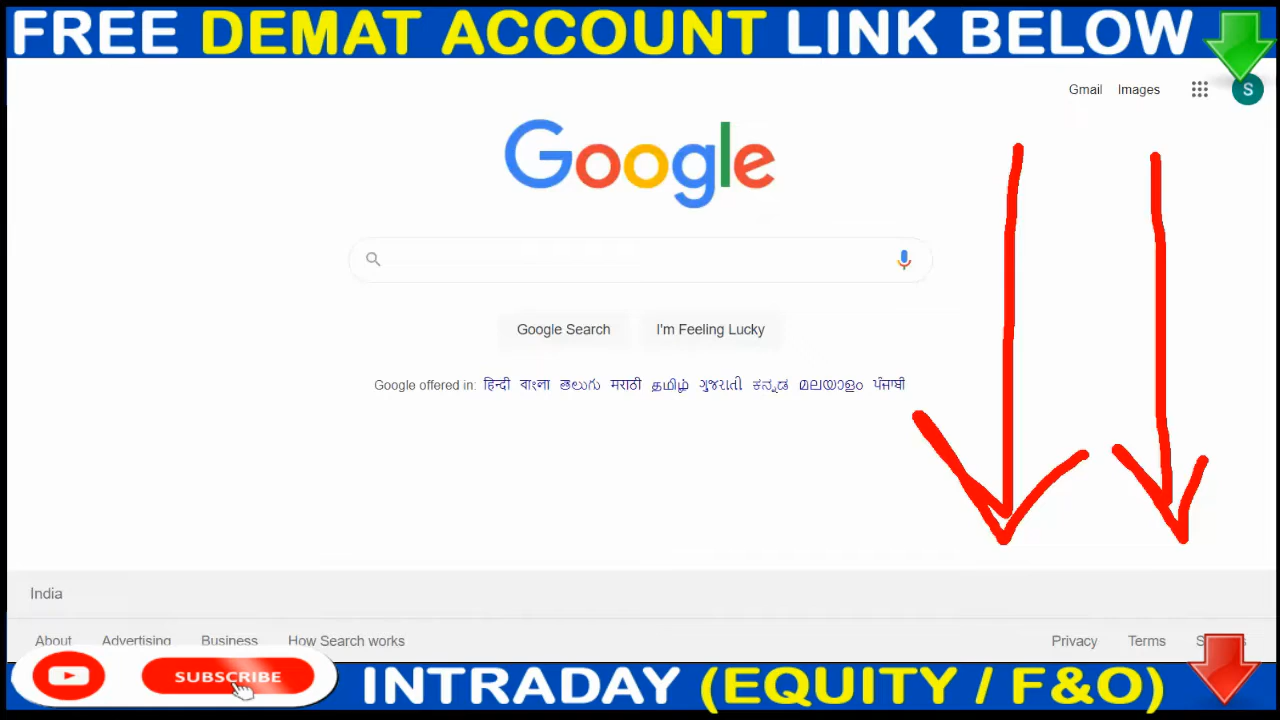 FREE DEMAT ACCOUNT LINK BELOW
Gmail Images S
Google
Google Search I'm Feeling Lucky
Google offered in: हिन्दी বাংলা తెలుగు मराठी தமிழ் ગુજરાતી ಕನ್ನಡ മലയാളം ਪੰਜਾਬੀ
India
About Advertising Business How Search works Privacy Terms
SUBSCRIBE
INTRADAY (EQUITY / F&O)